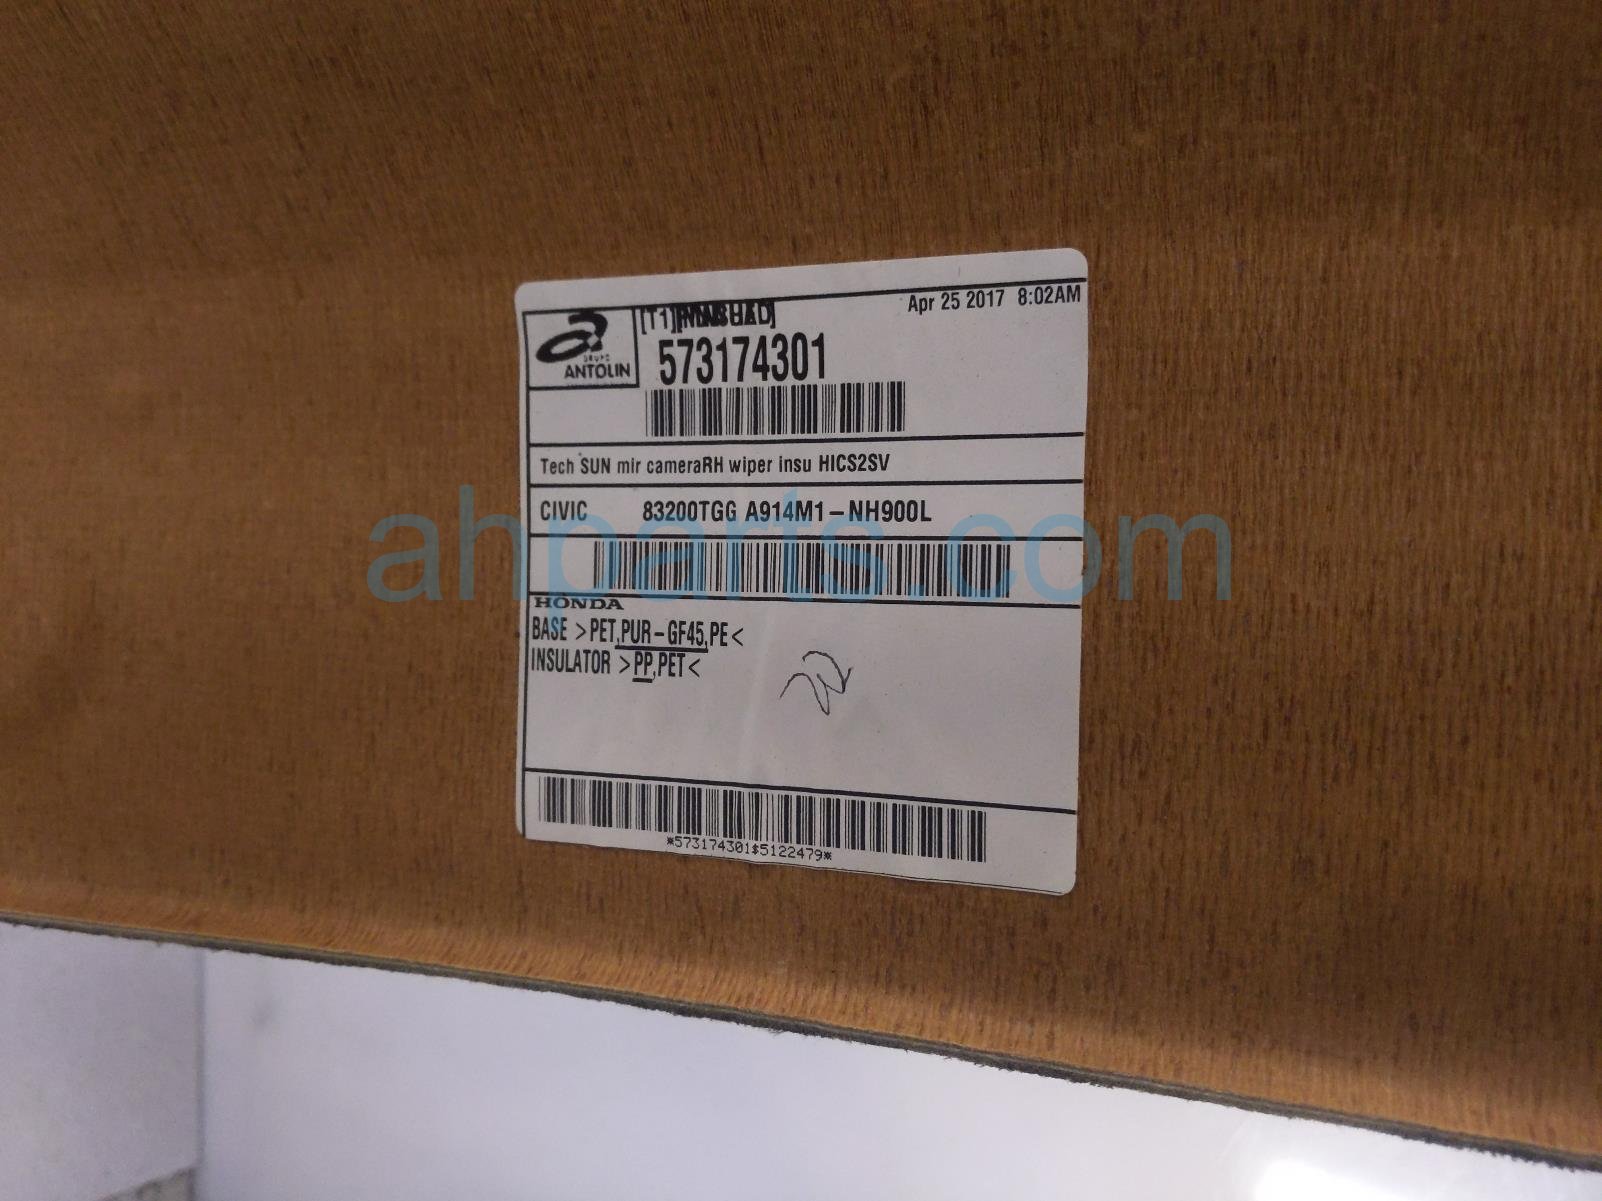 Apr 25 2017 8:02AM
[T1]
GRUPO
ANTOLIN
573174301
Tech SUN mir cameraRH wiper insu HICS2SV
CIVIC 83200TGG A914M1-NH900L
ahparts.com
HONDA
BASE >PET,PUR-GF45,PE<
INSULATOR >PP,PET<
*573174301$5122479*